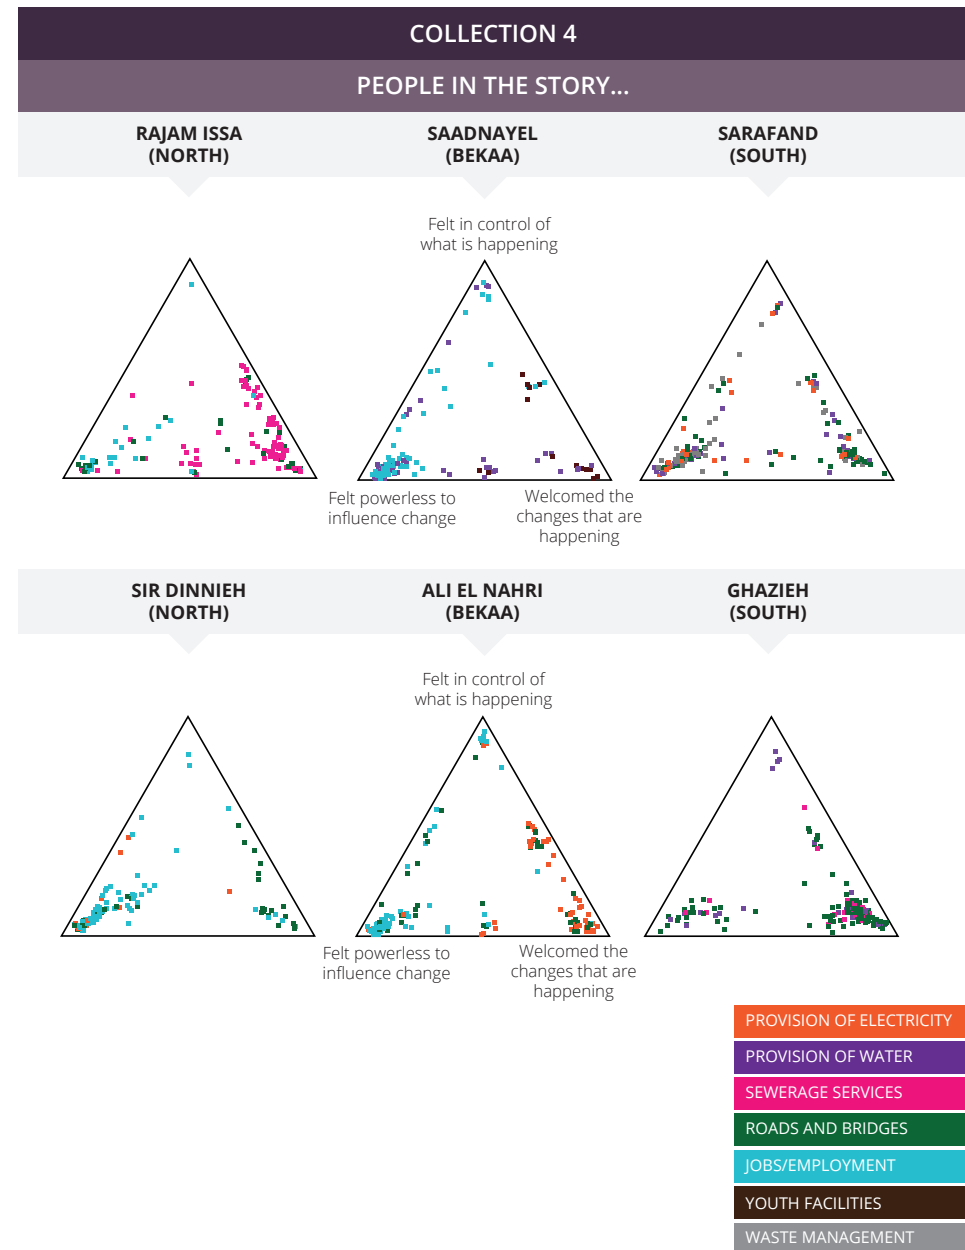 COLLECTION 4
PEOPLE IN THE STORY...
RAJAM ISSA
(NORTH)
SAADNAYEL
(BEKAA)
SARAFAND
(SOUTH)
Felt in control of
what is happening
Felt powerless to
influence change
Welcomed the
changes that are
happening
SIR DINNIEH
(NORTH)
ALI EL NAHRI
(BEKAA)
GHAZIEH
(SOUTH)
Felt in control of
what is happening
Felt powerless to
influence change
Welcomed the
changes that are
happening
PROVISION OF ELECTRICITY
PROVISION OF WATER
SEWERAGE SERVICES
ROADS AND BRIDGES
JOBS/EMPLOYMENT
YOUTH FACILITIES
WASTE MANAGEMENT